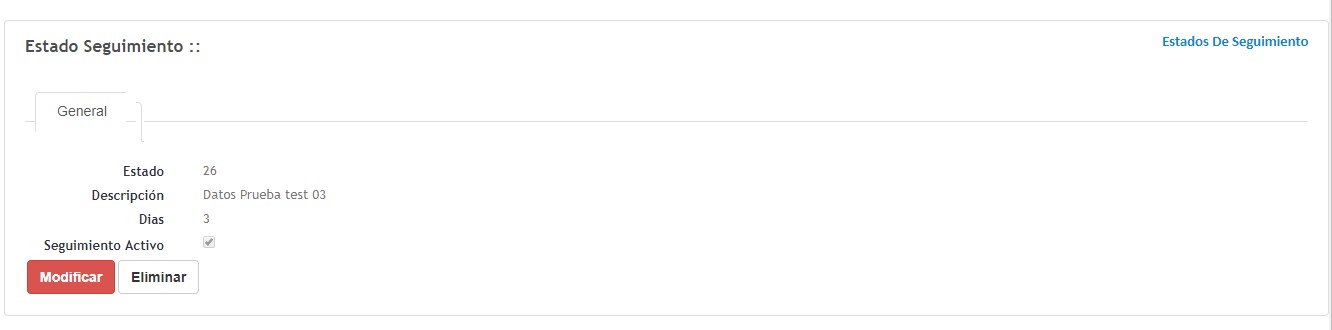 Estado Seguimiento ::
Estados De Seguimiento
General
Estado 26
Descripción Datos Prueba test 03
Dias 3
Seguimiento Activo
Modificar Eliminar